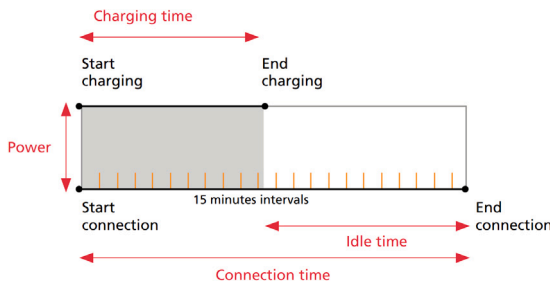 Charging time
Start
charging
End
charging
Power
Start
connection
15 minutes intervals
End
connection
Idle time
Connection time